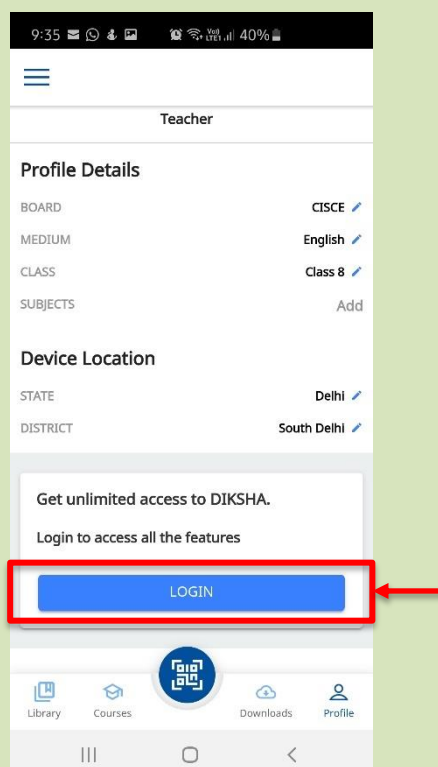 9:35 Vo) LTE1 40%
Teacher
Profile Details
BOARD CISCE
MEDIUM English
CLASS Class 8
SUBJECTS Add
Device Location
STATE Delhi
DISTRICT South Delhi
Get unlimited access to DIKSHA.
Login to access all the features
LOGIN
Library Courses Downloads Profile